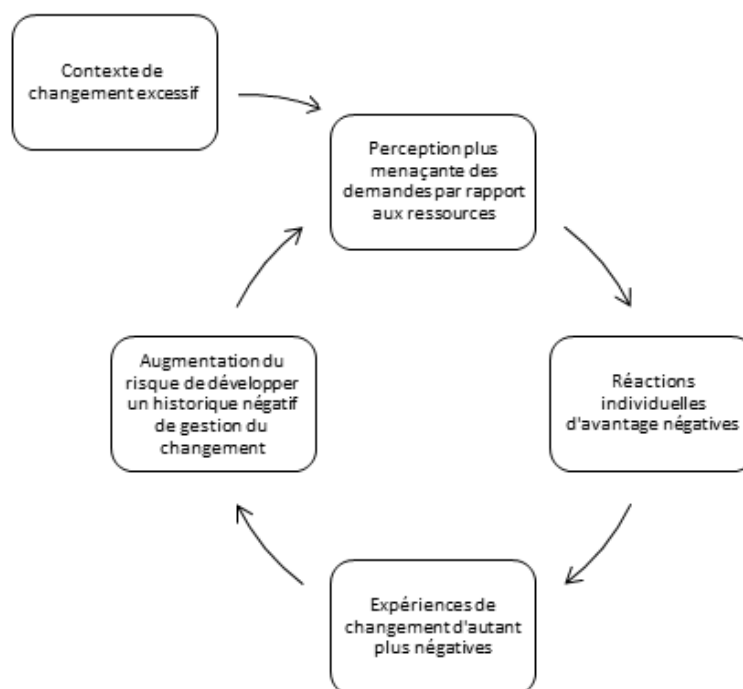 Contexte de
changement excessif
Perception plus
menaçante des
demandes par rapport
aux ressources
Réactions
individuelles
d'avantage négatives
Expériences de
changement d'autant
plus négatives
Augmentation du
risque de développer
un historique négatif
de gestion du
changement